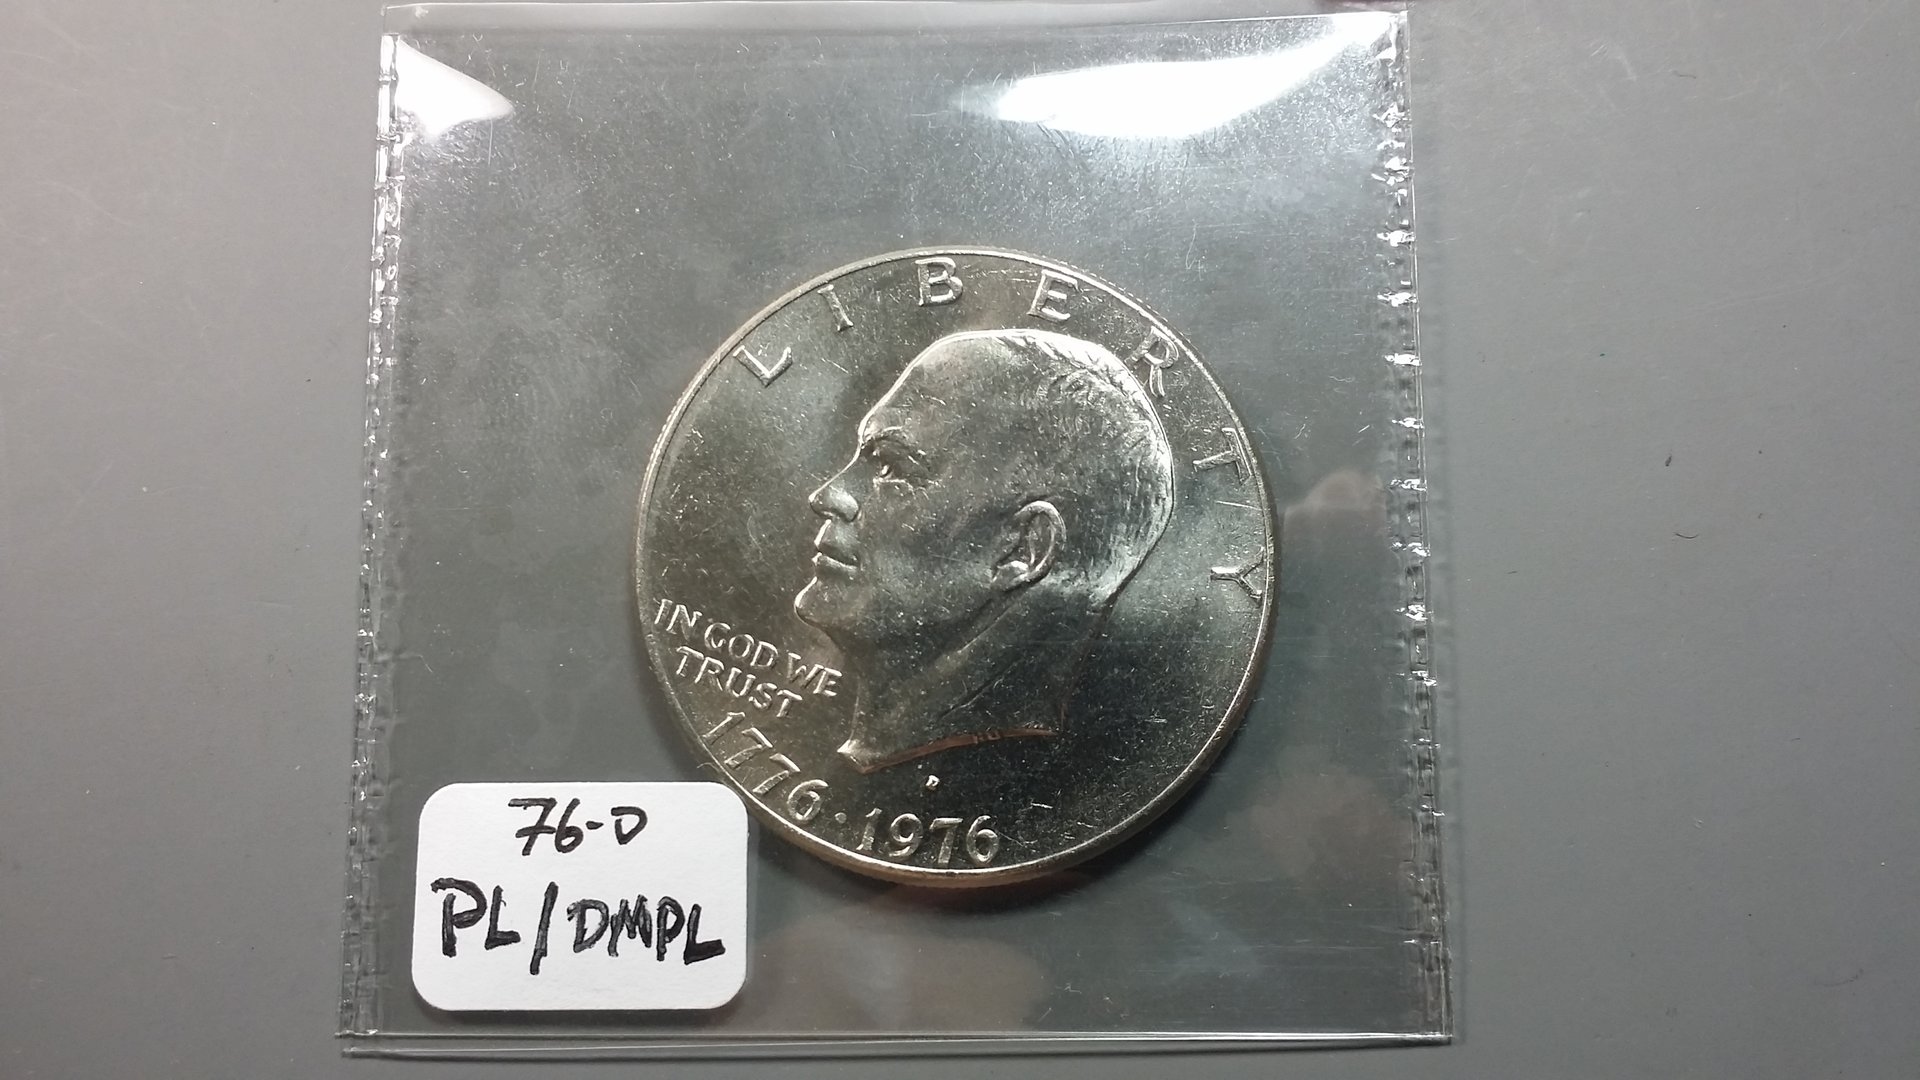 LIBERTY
IN GOD WE
TRUST
D
1776 · 1976
76-D
PL/DMPL